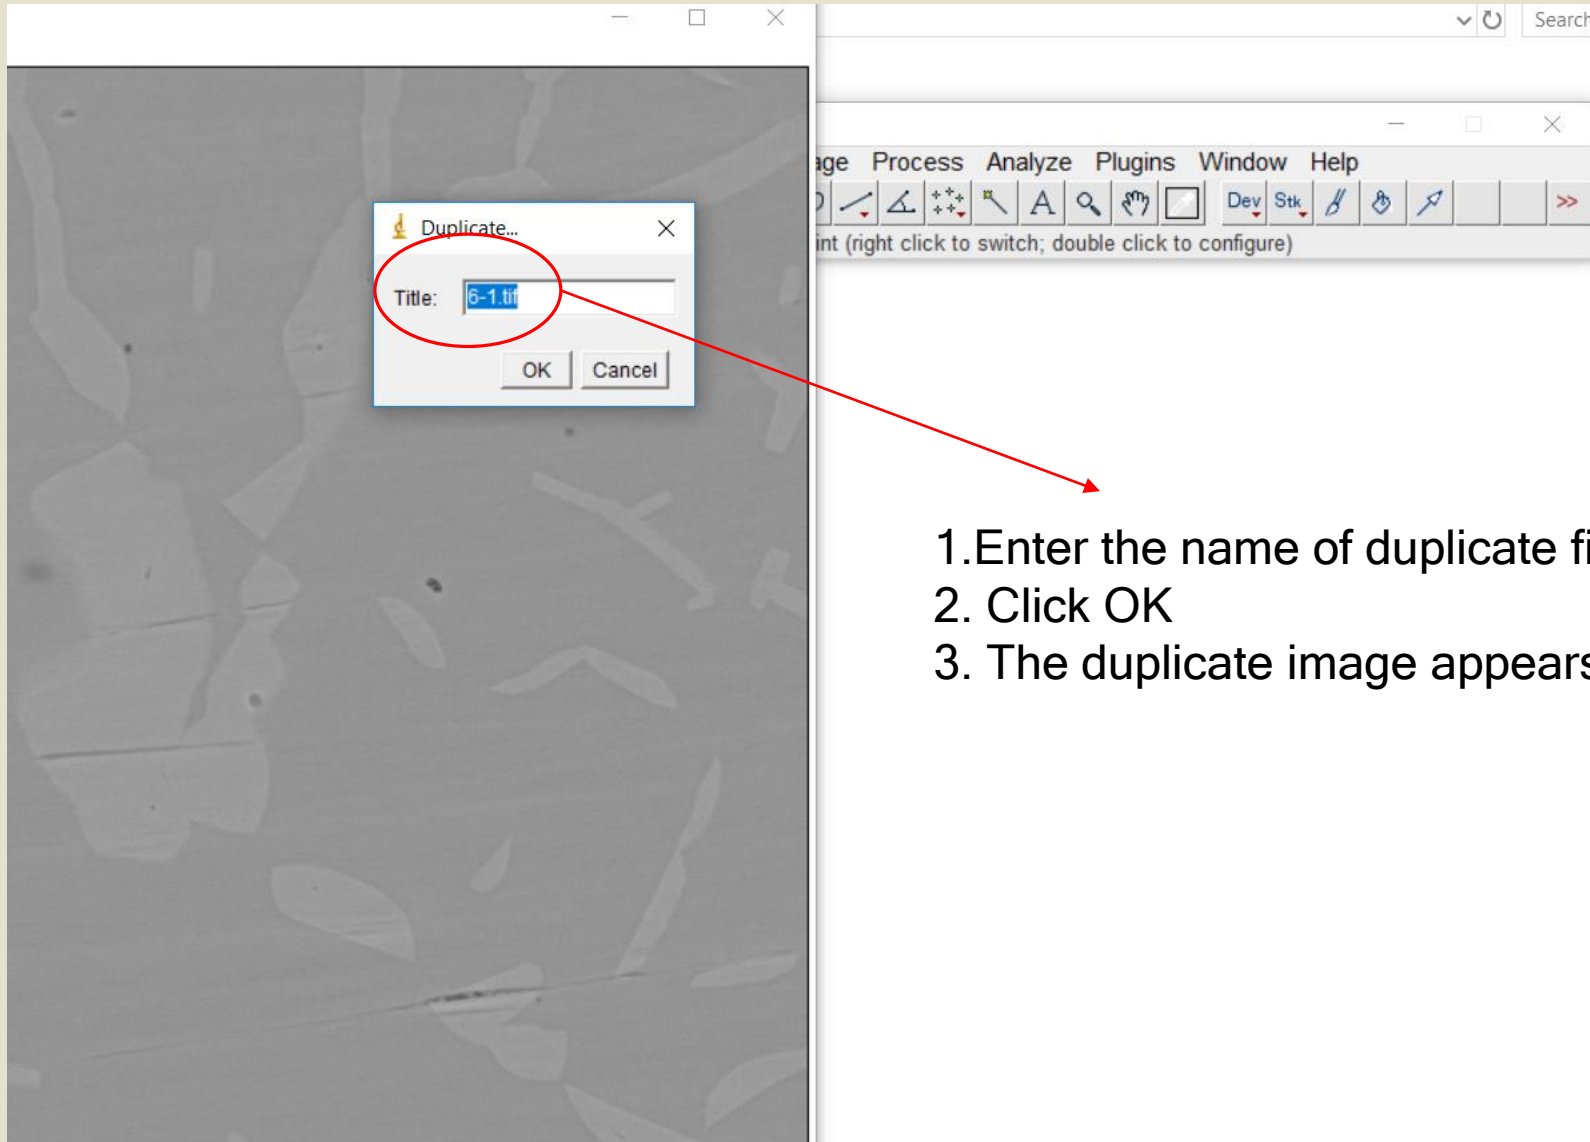 Search
age Process Analyze Plugins Window Help
A Dev Stk >>
int (right click to switch; double click to configure)
Duplicate...
Title: 6-1.tif
OK Cancel
1.Enter the name of duplicate fi
2. Click OK
3. The duplicate image appears